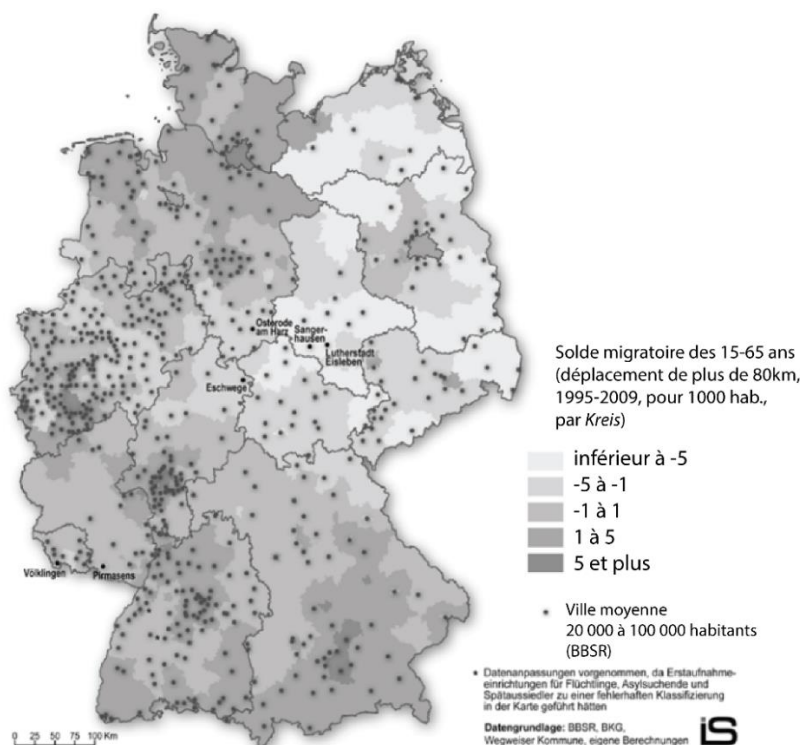 Osterode
am Harz
Sanger-
hausen
Lutherstadt
Eisleben
Eschwege
Völklingen
Pirmasens
Solde migratoire des 15-65 ans
(déplacement de plus de 80km,
1995-2009, pour 1000 hab.,
par Kreis)
inférieur à -5
-5 à -1
-1 à 1
1 à 5
5 et plus
Ville moyenne
20 000 à 100 000 habitants
(BBSR)
* Datenanpassungen vorgenommen, da Erstaufnahme-
einrichtungen für Flüchtlinge, Asylsuchende und
Spätaussiedler zu einer fehlerhaften Klassifizierung
in der Karte geführt hätten
Datengrundlage: BBSR, BKG,
Wegweiser Kommune, eigene Berechnungen
iS
0 25 50 75 100 Km